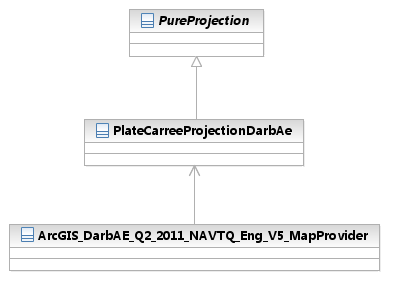 PureProjection
PlateCarreeProjectionDarbAe
ArcGIS_DarbAE_Q2_2011_NAVTQ_Eng_V5_MapProvider